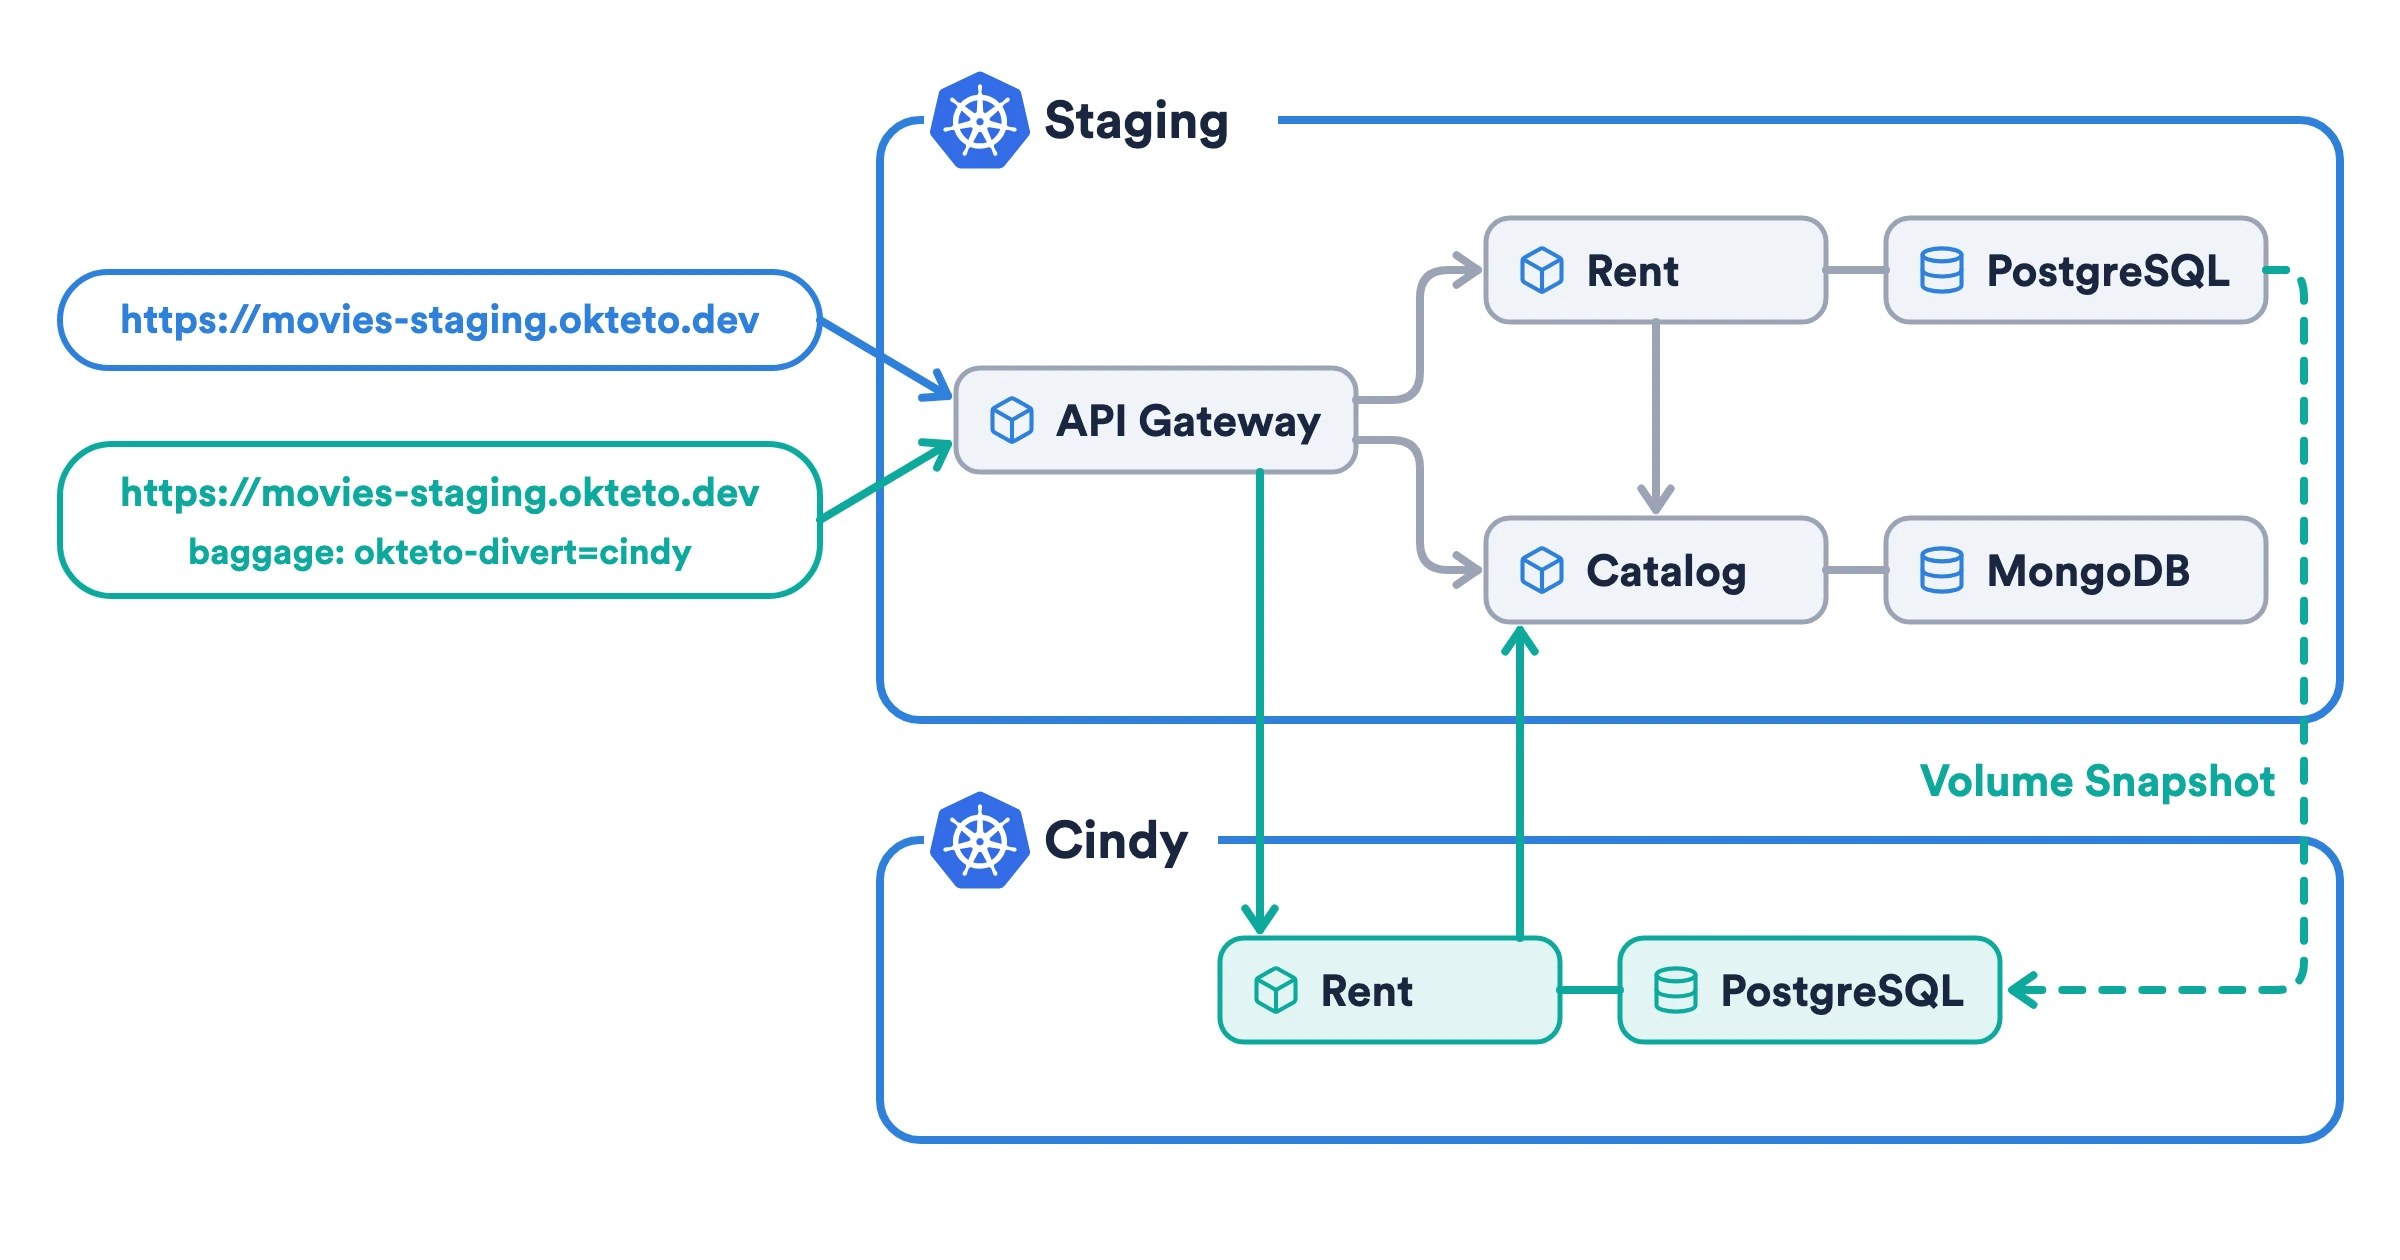 Staging
https://movies-staging.okteto.dev
https://movies-staging.okteto.dev
baggage: okteto-divert=cindy
API Gateway
Rent
PostgreSQL
Catalog
MongoDB
Volume Snapshot
Cindy
Rent
PostgreSQL